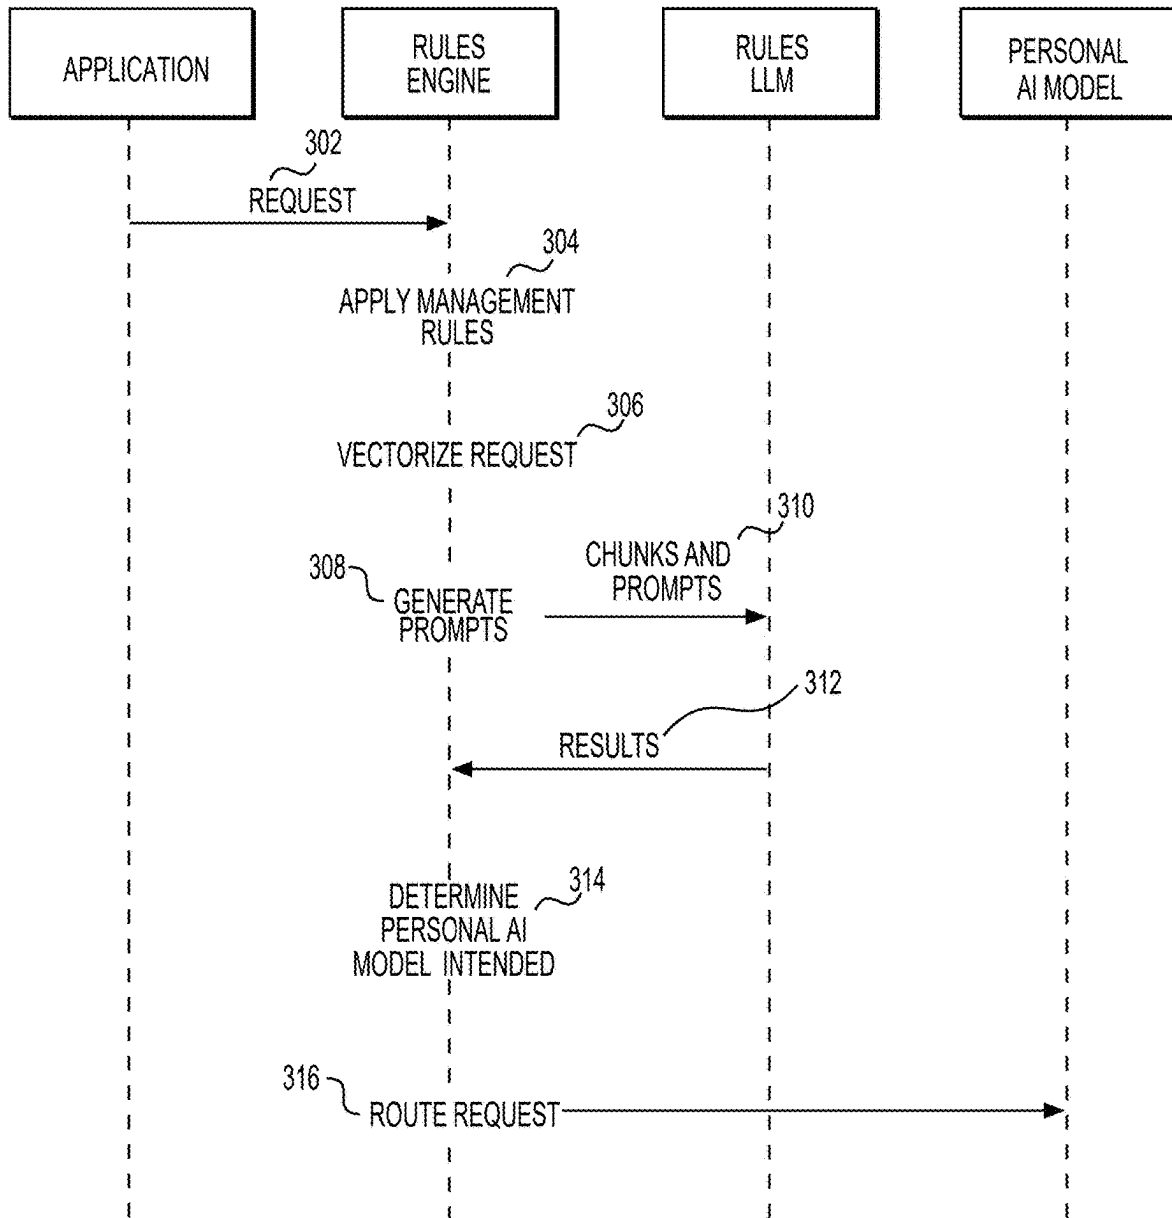 APPLICATION
RULES
ENGINE
RULES
LLM
PERSONAL
AI MODEL
302
REQUEST
304
APPLY MANAGEMENT
RULES
306
VECTORIZE REQUEST
310
CHUNKS AND
PROMPTS
308
GENERATE
PROMPTS
312
RESULTS
314
DETERMINE
PERSONAL AI
MODEL INTENDED
316
ROUTE REQUEST